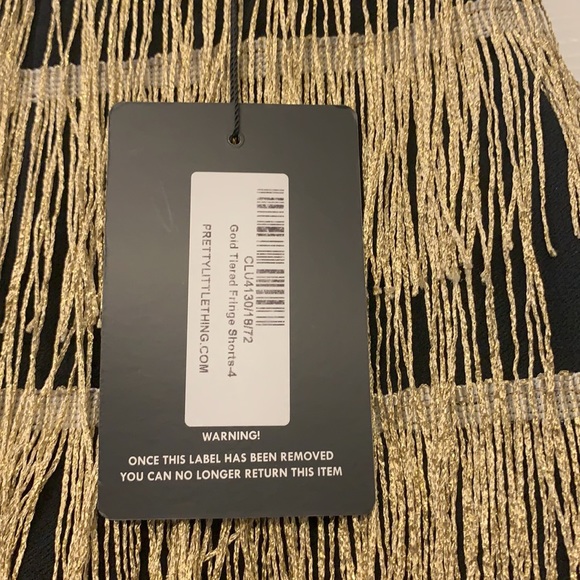 CLU4130/18/72
Gold Tiarad Fringe Shorts-4
PRETTYLITTLETHING.COM
WARNING!
ONCE THIS LABEL HAS BEEN REMOVED
YOU CAN NO LONGER RETURN THIS ITEM